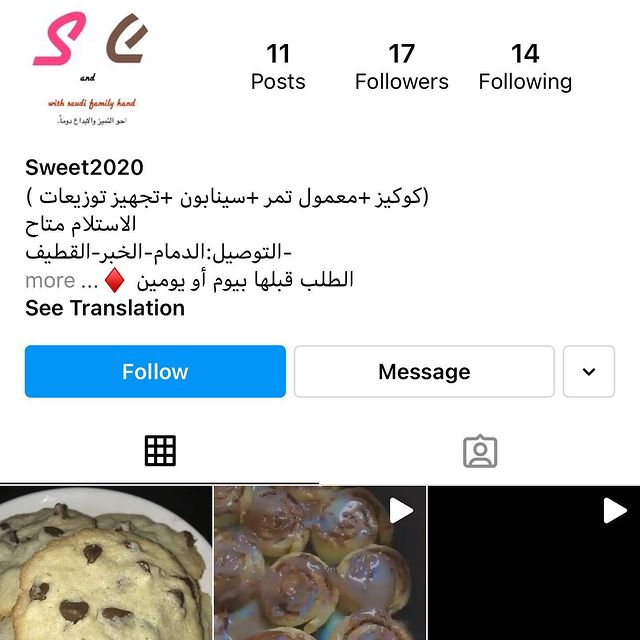 S
and
with saudi family hand
نحو التميز والابداع دوماً.
11 Posts
17 Followers
14 Following
Sweet2020
(كوكيز +معمول تمر +سينابون +تجهيز توزيعات )
الاستلام متاح
-التوصيل:الدمام-الخبر-القطيف
الطلب قبلها بيوم أو يومين ♦️ ... more
See Translation
Follow
Message